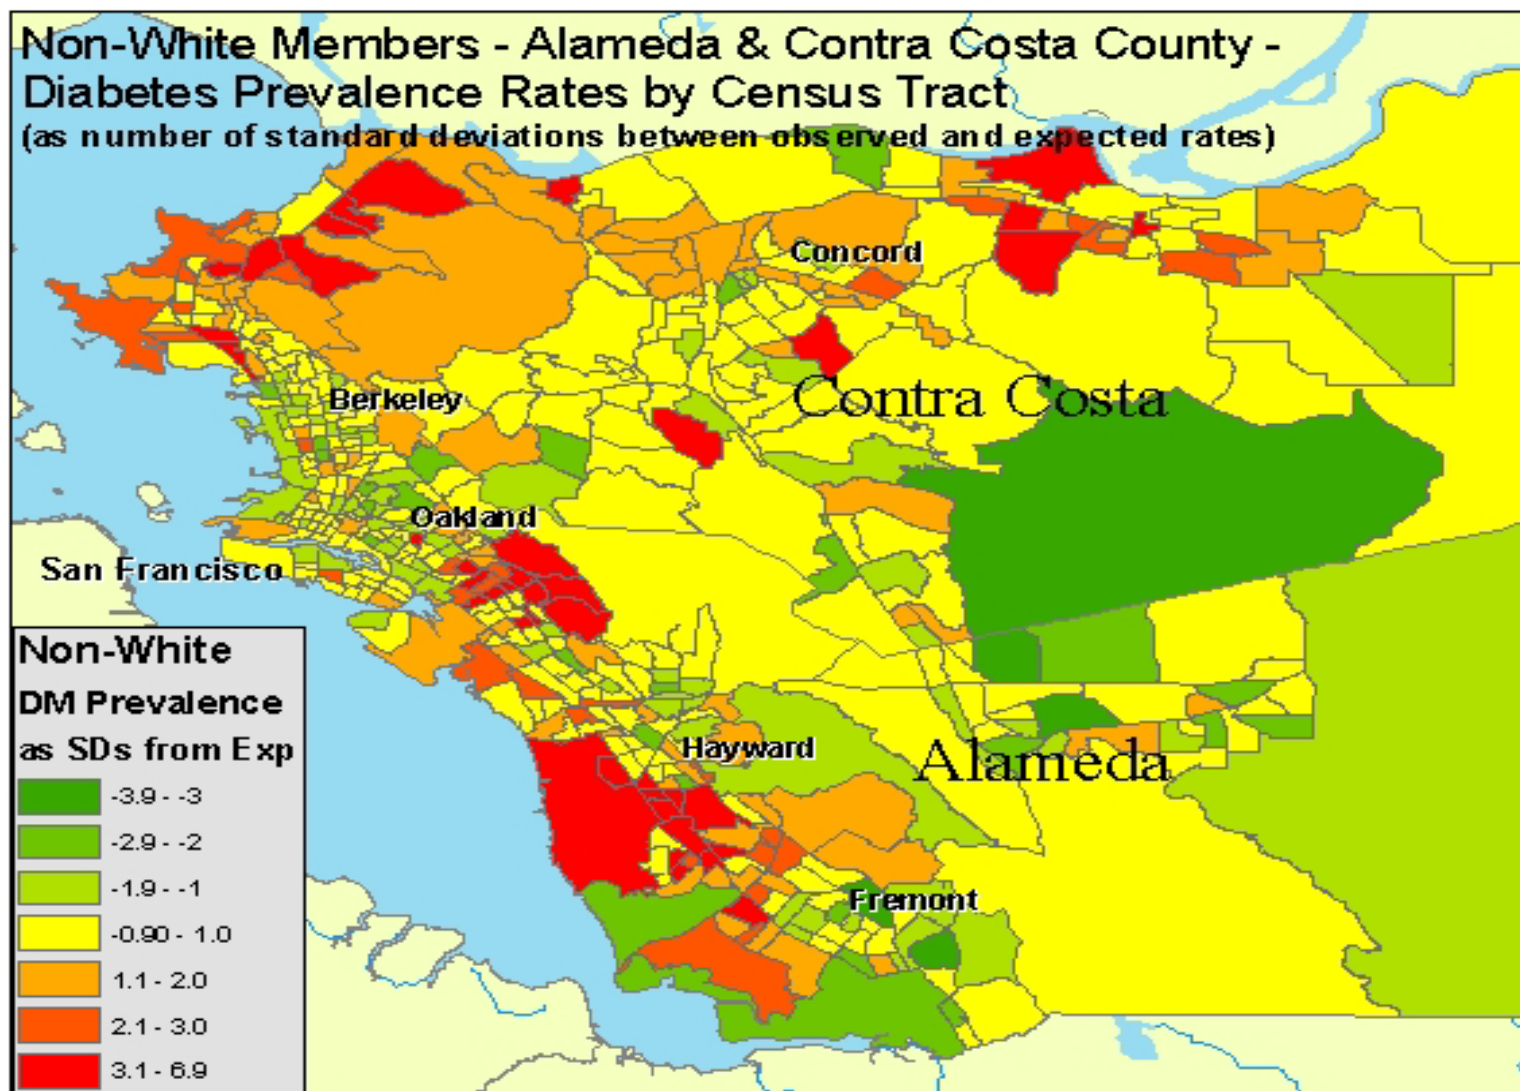 Non-White Members - Alameda & Contra Costa County -
Diabetes Prevalence Rates by Census Tract
(as number of standard deviations between observed and expected rates)
Concord
Contra Costa
Berkeley
Oakland
San Francisco
Hayward
Alameda
Fremont
Non-White
DM Prevalence
as SDs from Exp
-3.9 - -3
-2.9 - -2
-1.9 - -1
-0.90 - 1.0
1.1 - 2.0
2.1 - 3.0
3.1 - 6.9